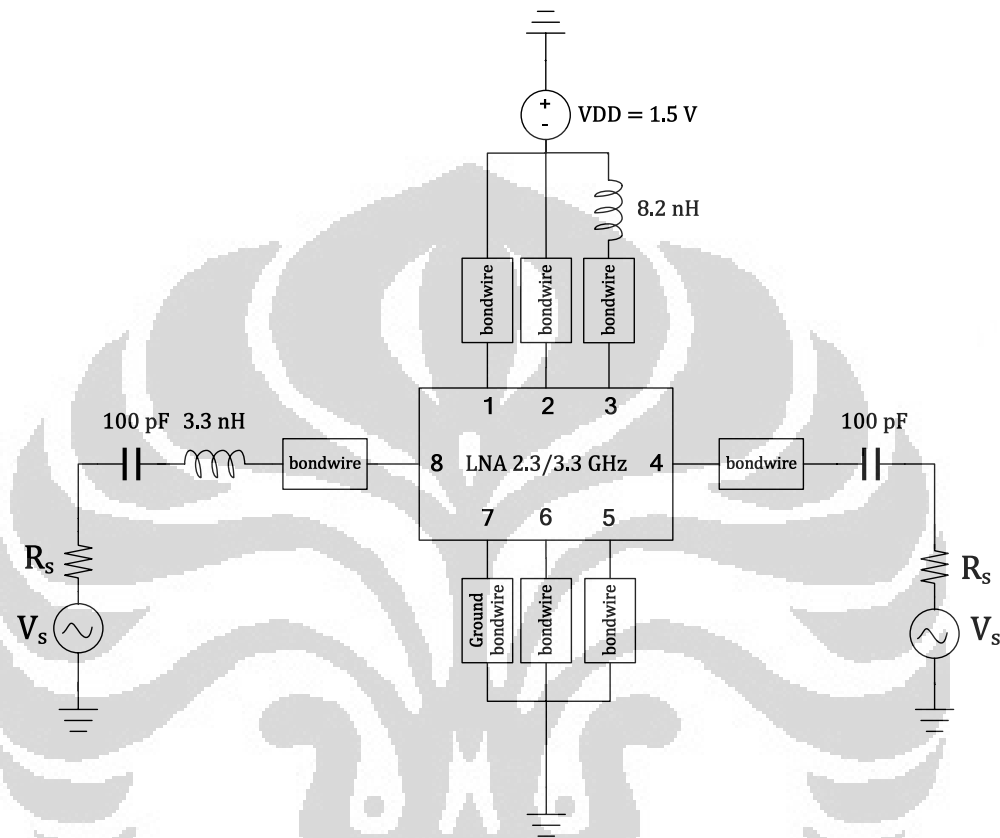 +
-
VDD = 1.5 V
8.2 nH
bondwire
bondwire
bondwire
1 2 3
100 pF 3.3 nH
100 pF
bondwire
8 LNA 2.3/3.3 GHz 4
bondwire
7 6 5
Rs
Vs
Ground bondwire
bondwire
bondwire
Rs
Vs